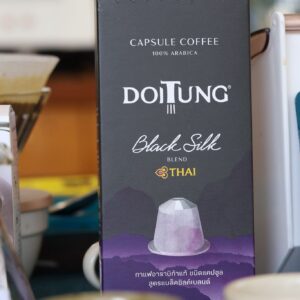 CAPSULE COFFEE
100% ARABICA
DOITUNG®
Black Silk
BLEND
THAI
กาแฟอาราบิก้าแท้ ชนิดแคปซูล
สูตรแบล็คซิลค์เบลนด์